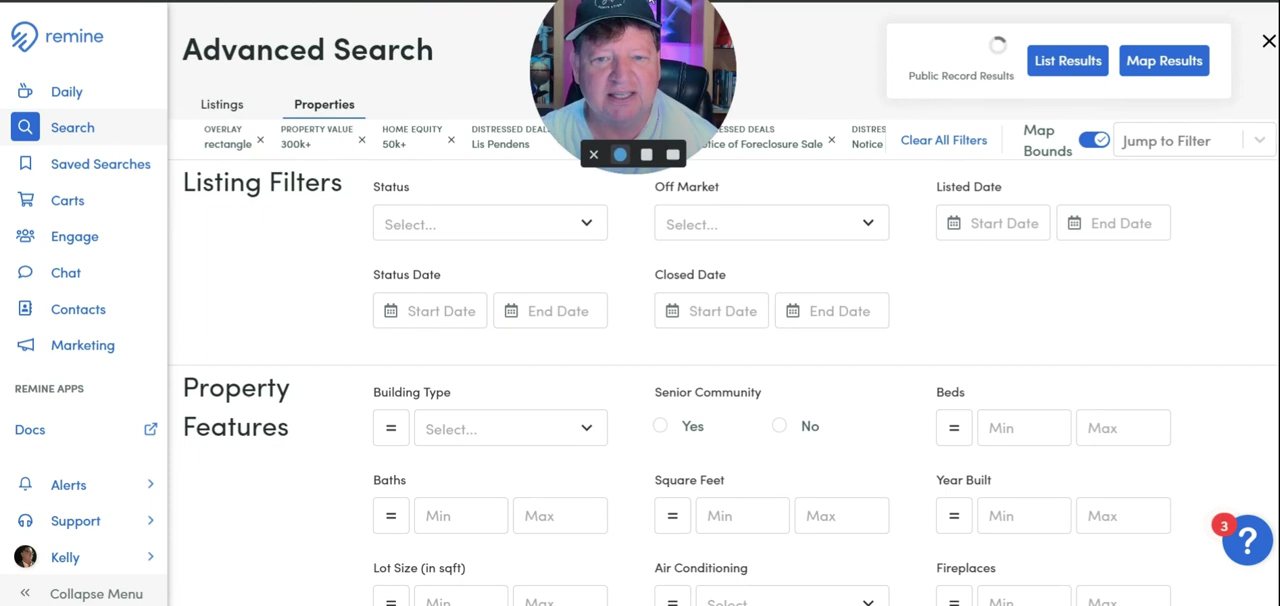 remine
Daily
Search
Saved Searches
Carts
Engage
Chat
Contacts
Marketing
REMINE APPS
Docs
Alerts
Support
Kelly
Collapse Menu
Advanced Search
Public Record Results
List Results
Map Results
Listings
Properties
OVERLAY
rectangle
PROPERTY VALUE
300k+
HOME EQUITY
50k+
DISTRESSED DEAL
Lis Pendens
ESSED DEALS
tice of Foreclosure Sale
DISTRES
Notice
Clear All Filters
Map
Bounds
Jump to Filter
Listing Filters
Status
Select...
Off Market
Select...
Listed Date
Start Date
End Date
Status Date
Start Date
End Date
Closed Date
Start Date
End Date
Property
Features
Building Type
=
Select...
Senior Community
Yes
No
Beds
=
Min
Max
Baths
=
Min
Max
Square Feet
=
Min
Max
Year Built
=
Min
Max
Lot Size (in sqft)
=
Min
Max
Air Conditioning
=
Select...
Fireplaces
=
Min
Max
3
?